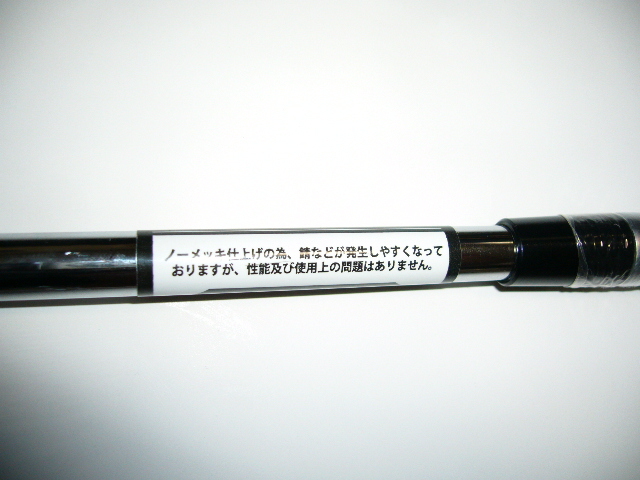 ノーメッキ仕上げの為、錆などが発生しやすくなって
おりますが、性能及び使用上の問題はありません。